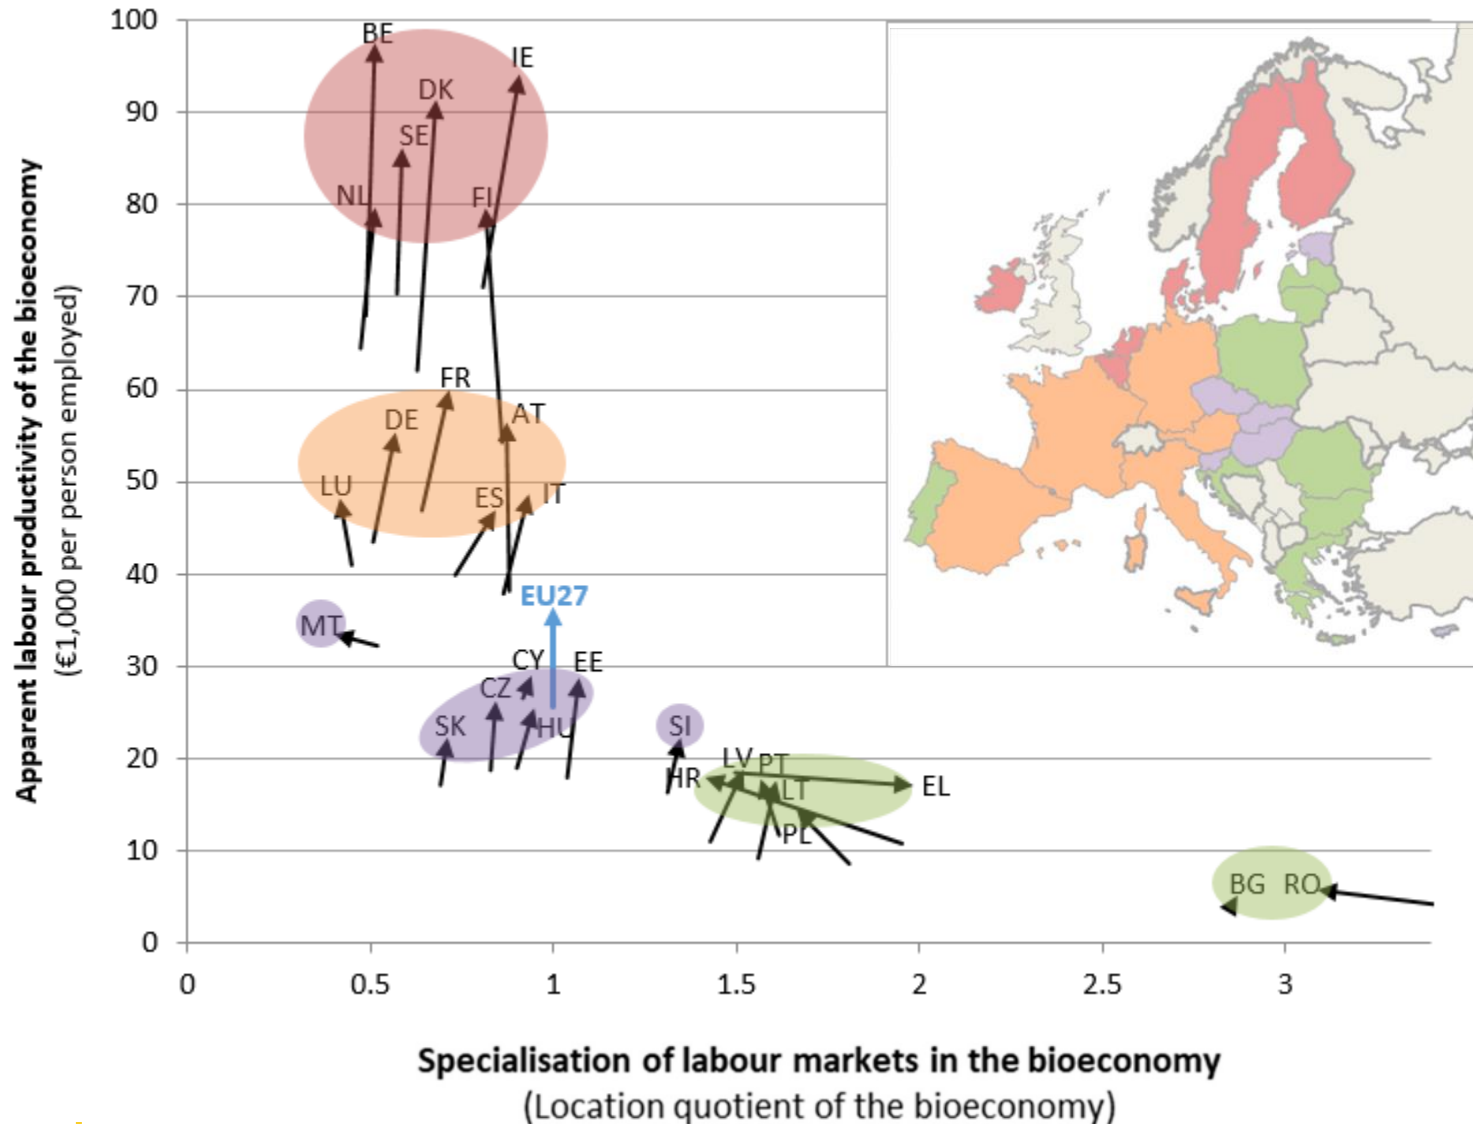 Apparent labour productivity of the bioeconomy
(€1,000 per person employed)
100
90
80
70
60
50
40
30
20
10
0
BE
IE
DK
SE
NL
FI
FR
DE
AT
LU
ES
IT
EU27
MT
CY
EE
CZ
SK
HU
SI
LV
PT
HR
LT
EL
PL
BG
RO
0
0.5
1
1.5
2
2.5
3
Specialisation of labour markets in the bioeconomy
(Location quotient of the bioeconomy)